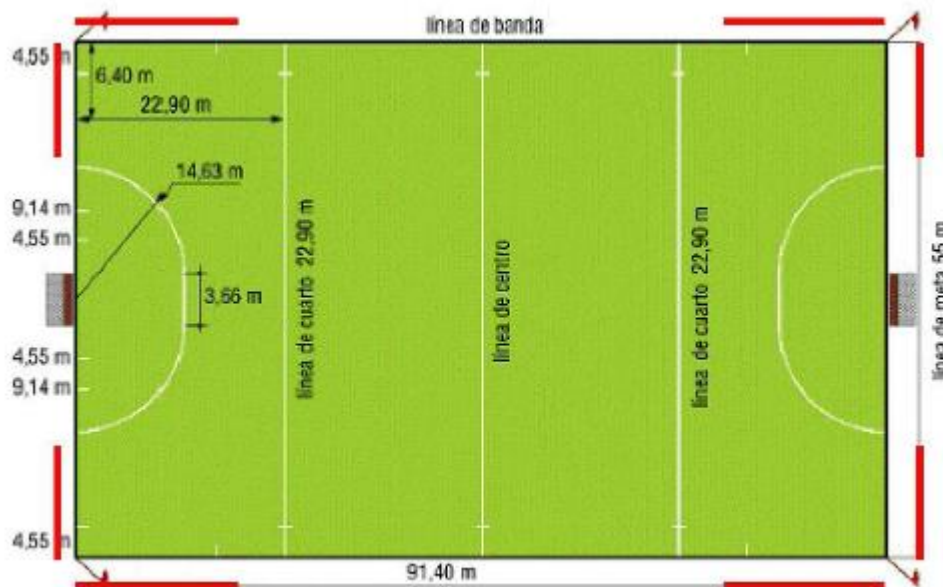 línea de banda
4,55 m
6,40 m
22,90 m
14,63 m
9,14 m
4,55 m
3,66 m
4,55 m
9,14 m
4,55 m
línea de cuarto 22,90 m
línea de centro
línea de cuarto 22,90 m
línea de meta 55 m
91,40 m